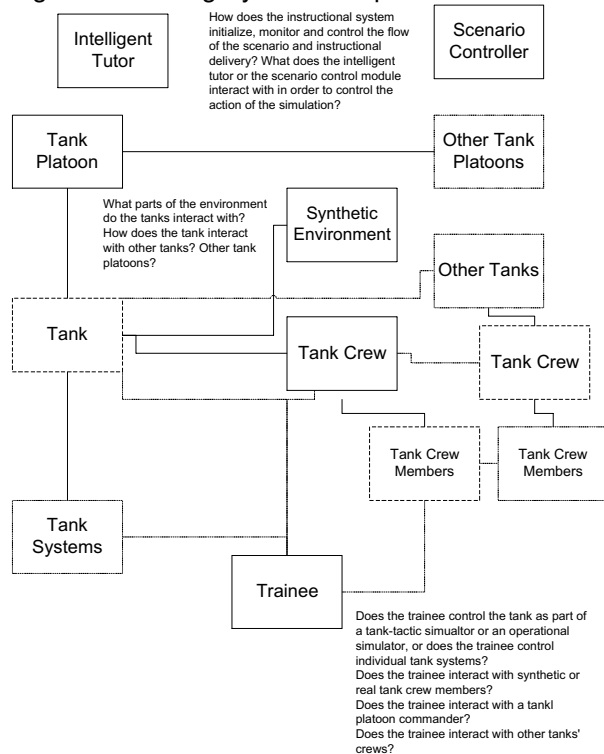 Intelligent
Tutor
How does the instructional system
initialize, monitor and control the flow
of the scenario and instructional
delivery? What does the intelligent
tutor or the scenario control module
interact with in order to control the
action of the simulation?
Scenario
Controller
Tank
Platoon
Other Tank
Platoons
What parts of the environment
do the tanks interact with?
How does the tank interact
with other tanks? Other tank
platoons?
Synthetic
Environment
Other Tanks
Tank
Tank Crew
Tank Crew
Tank Crew
Members
Tank Crew
Members
Tank
Systems
Trainee
Does the trainee control the tank as part of
a tank-tactic simualtor or an operational
simulator, or does the trainee control
individual tank systems?
Does the trainee interact with synthetic or
real tank crew members?
Does the trainee interact with a tankl
platoon commander?
Does the trainee interact with other tanks'
crews?